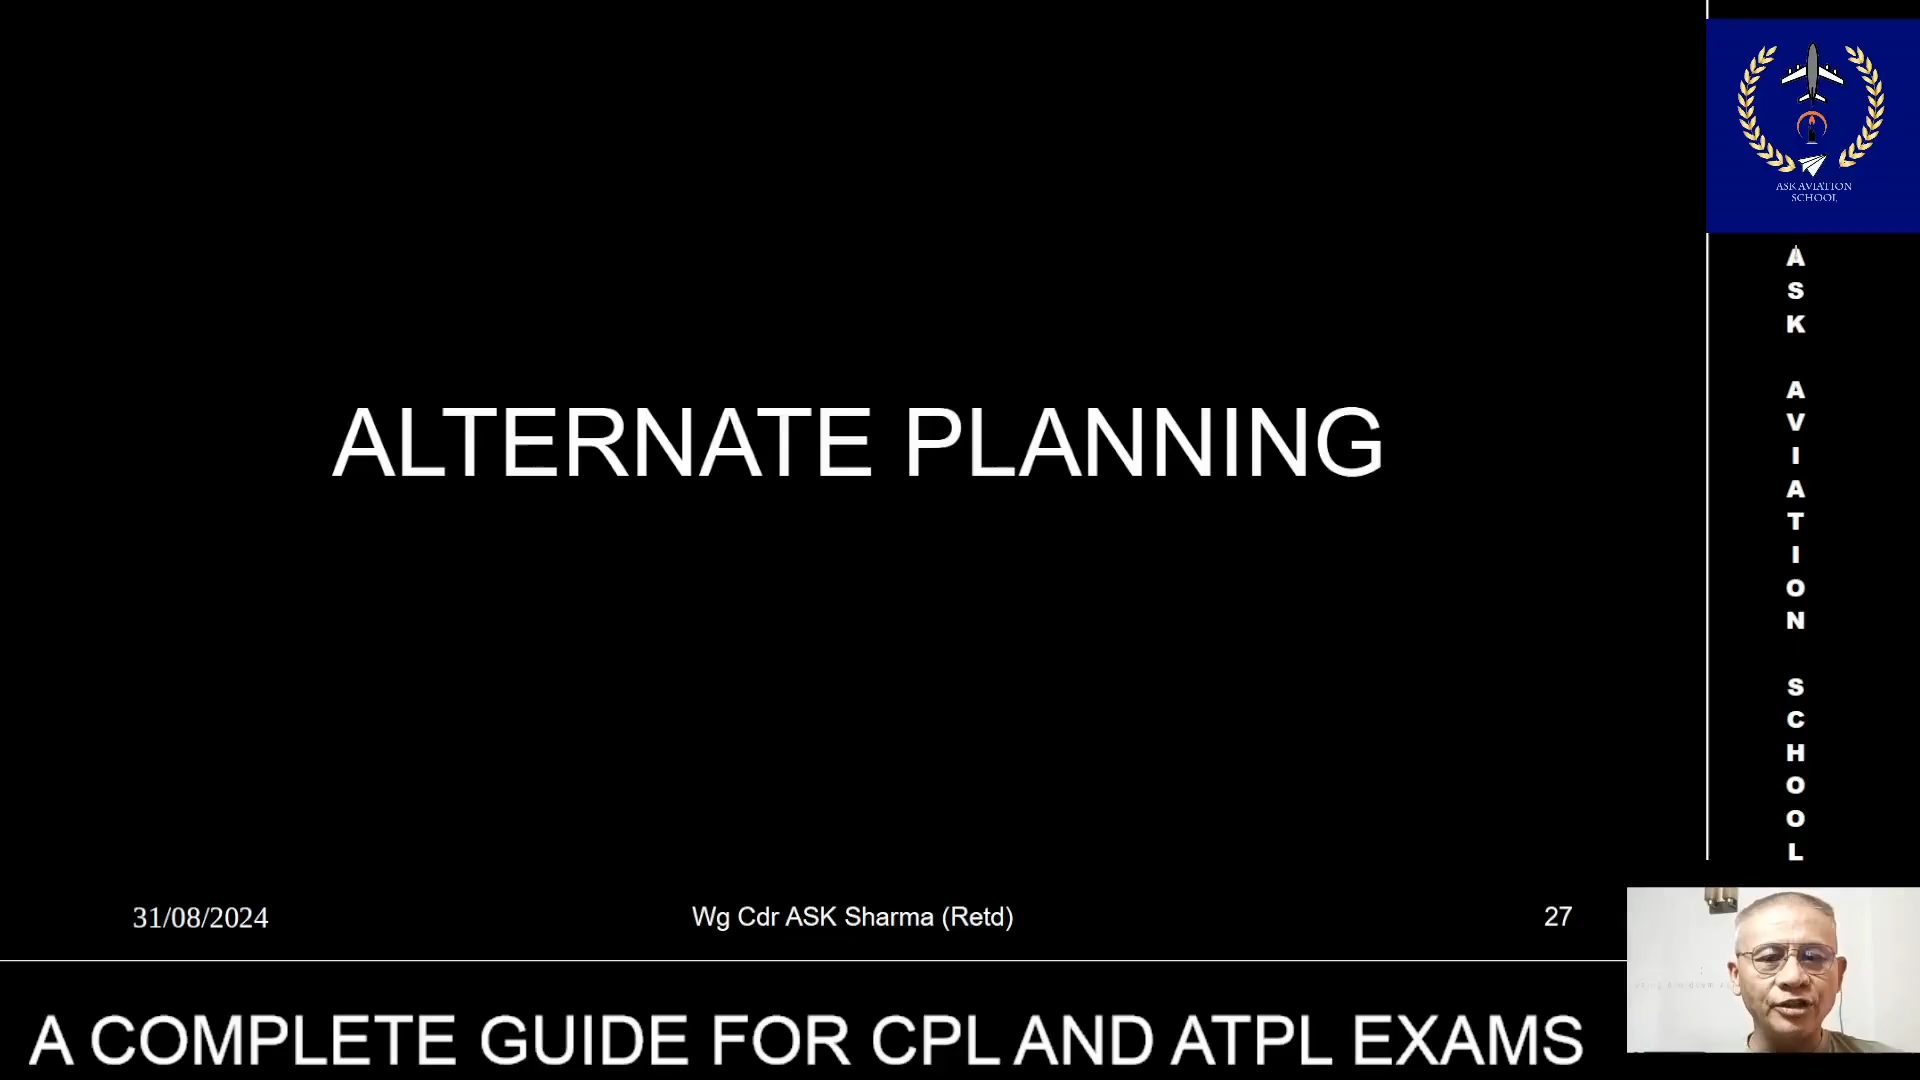 ALTERNATE PLANNING
ASK AVIATION
SCHOOL
A
S
K
A
V
I
A
T
I
O
N
S
C
H
O
O
L
31/08/2024
Wg Cdr ASK Sharma (Retd)
27
A COMPLETE GUIDE FOR CPL AND ATPL EXAMS